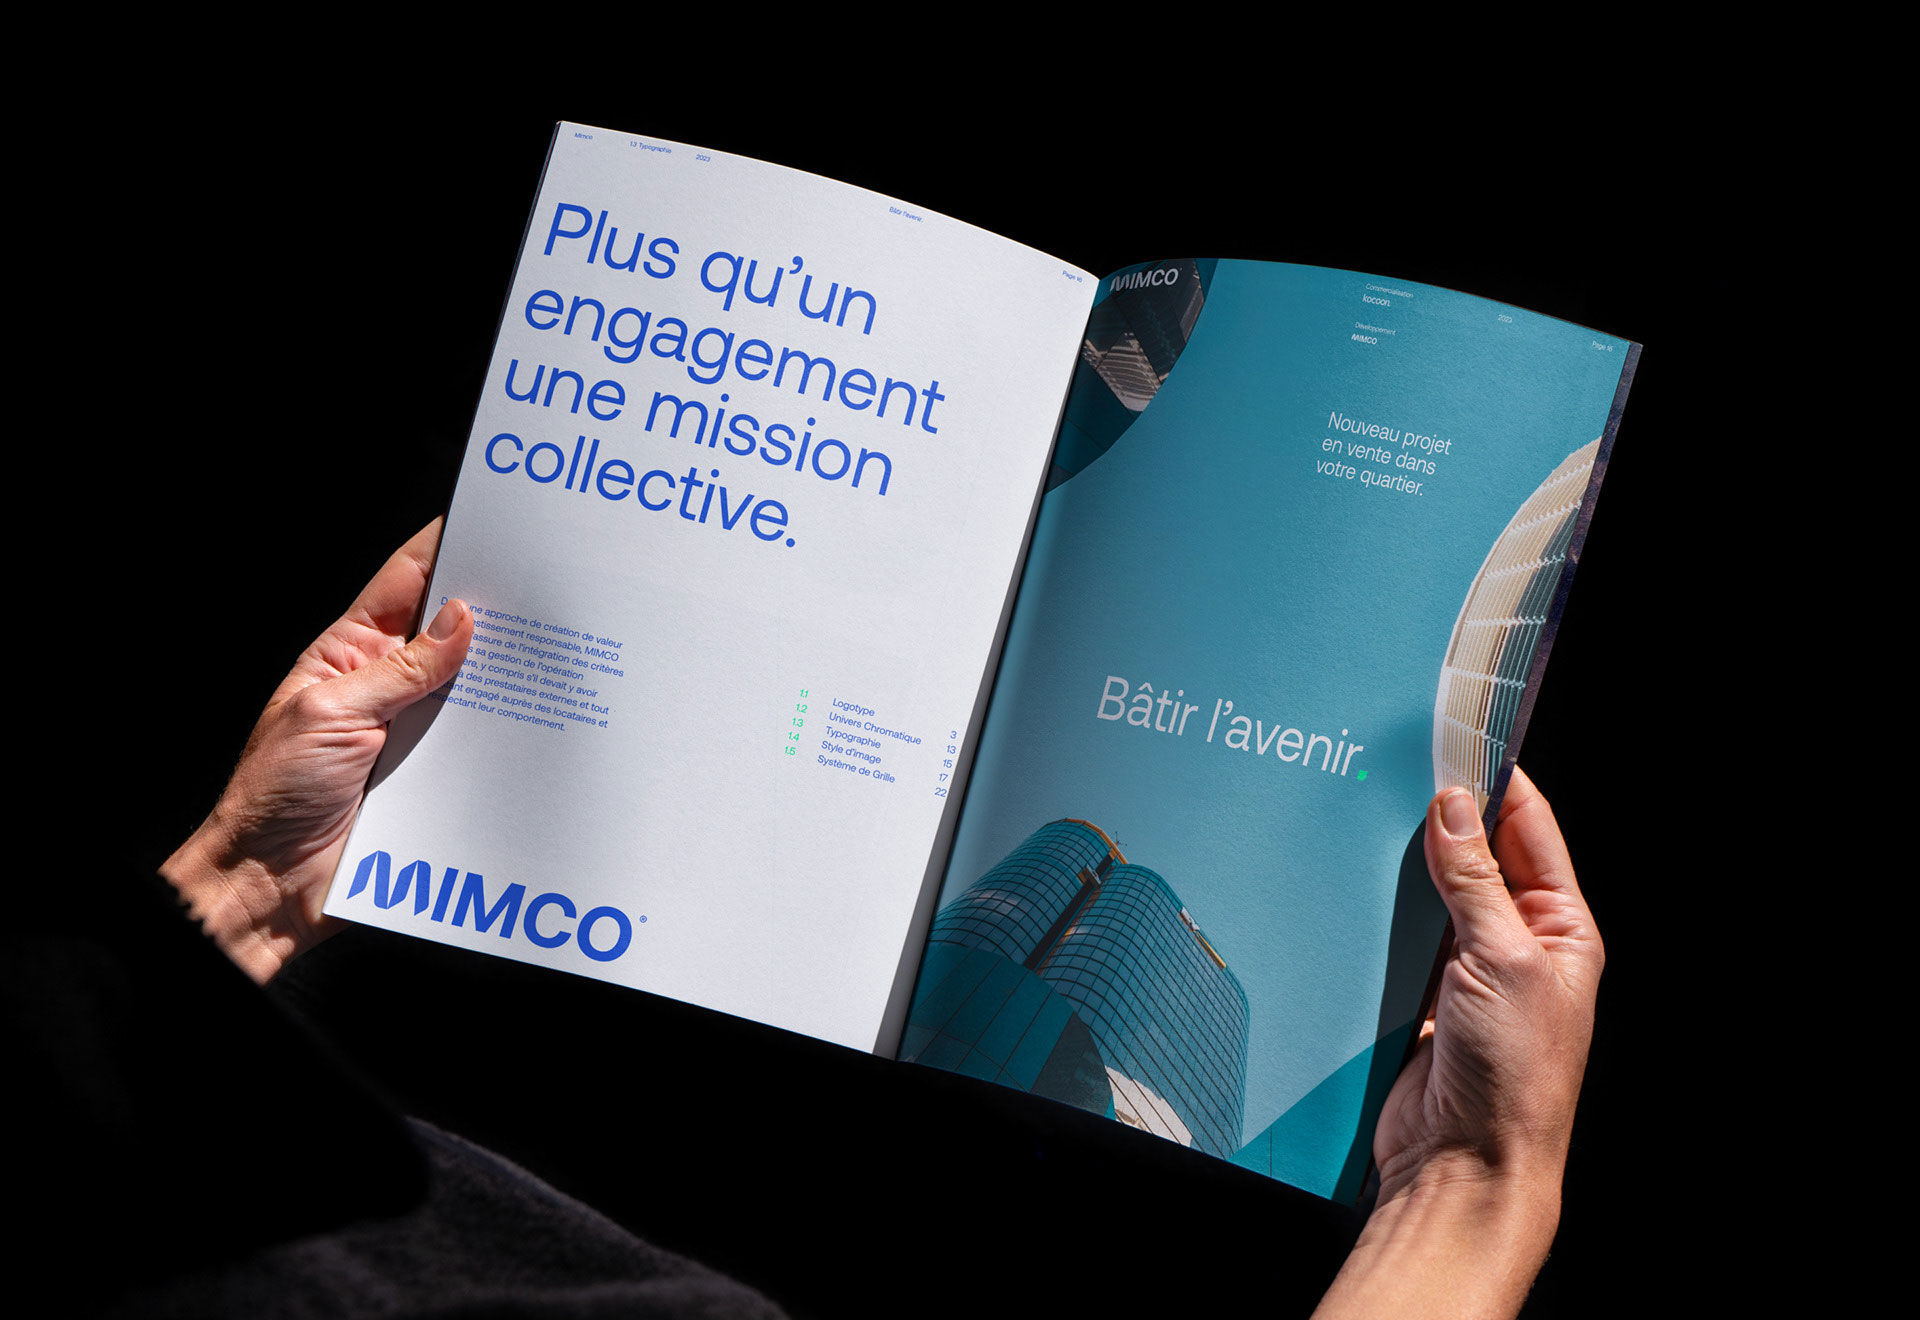 Mimco
1.3 Typographie
2023
Bâtir l'avenir.
Page 16
Plus qu'un
engagement
une mission
collective.
une approche de création de valeur
responsable, MIMCO
assure de l'intégration des critères
sa gestion de l'opération
y compris s'il devait y avoir
des prestataires externes et tout
engagé auprès des locataires et
leur comportement.
1.1 Logotype 3
1.2 Univers Chromatique 13
1.3 Typographie 15
1.4 Style d'image 17
1.5 Système de Grille 22
MIMCO®
MIMCO
Commercialisation
kocoon
Développement
MIMCO
2023
Page 16
Nouveau projet
en vente dans
votre quartier.
Bâtir l'avenir.